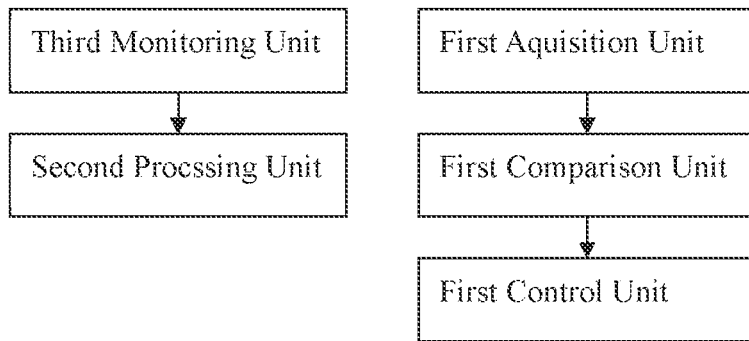 Third Monitoring Unit
Second Procssing Unit
First Aquisition Unit
First Comparison Unit
First Control Unit